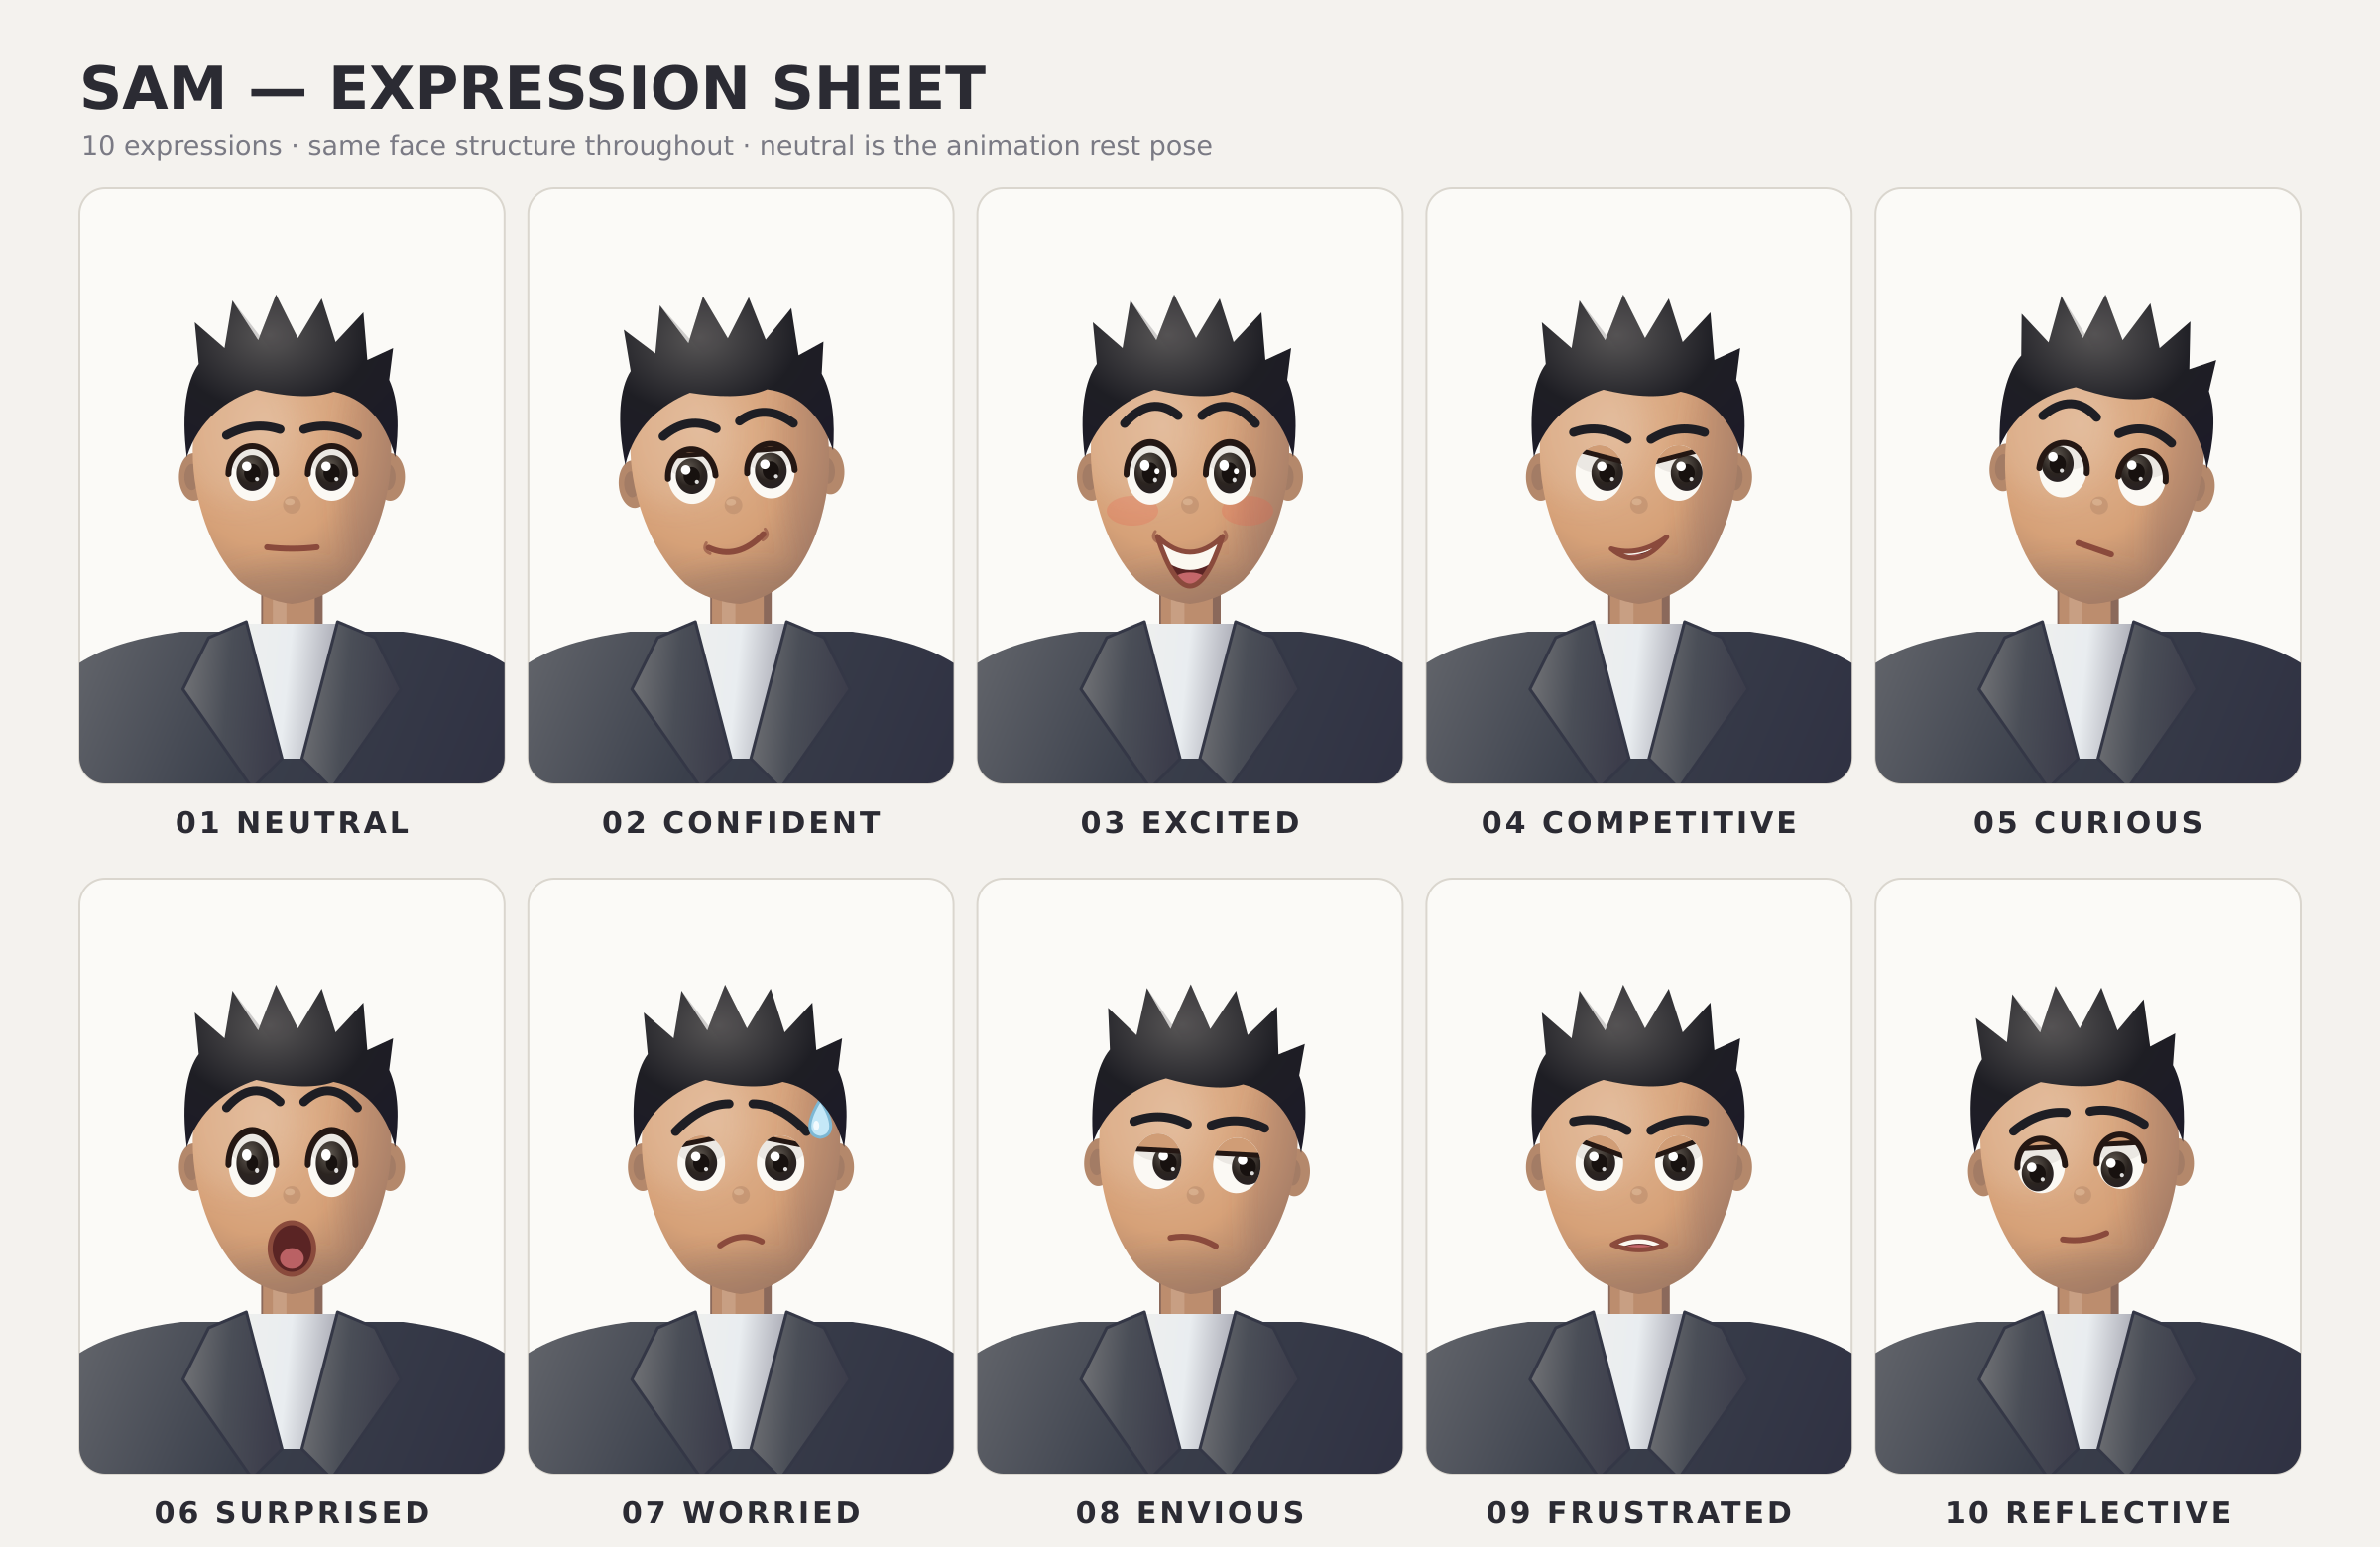 SAM — EXPRESSION SHEET
10 expressions · same face structure throughout · neutral is the animation rest pose
01 NEUTRAL
02 CONFIDENT
03 EXCITED
04 COMPETITIVE
05 CURIOUS
06 SURPRISED
07 WORRIED
08 ENVIOUS
09 FRUSTRATED
10 REFLECTIVE